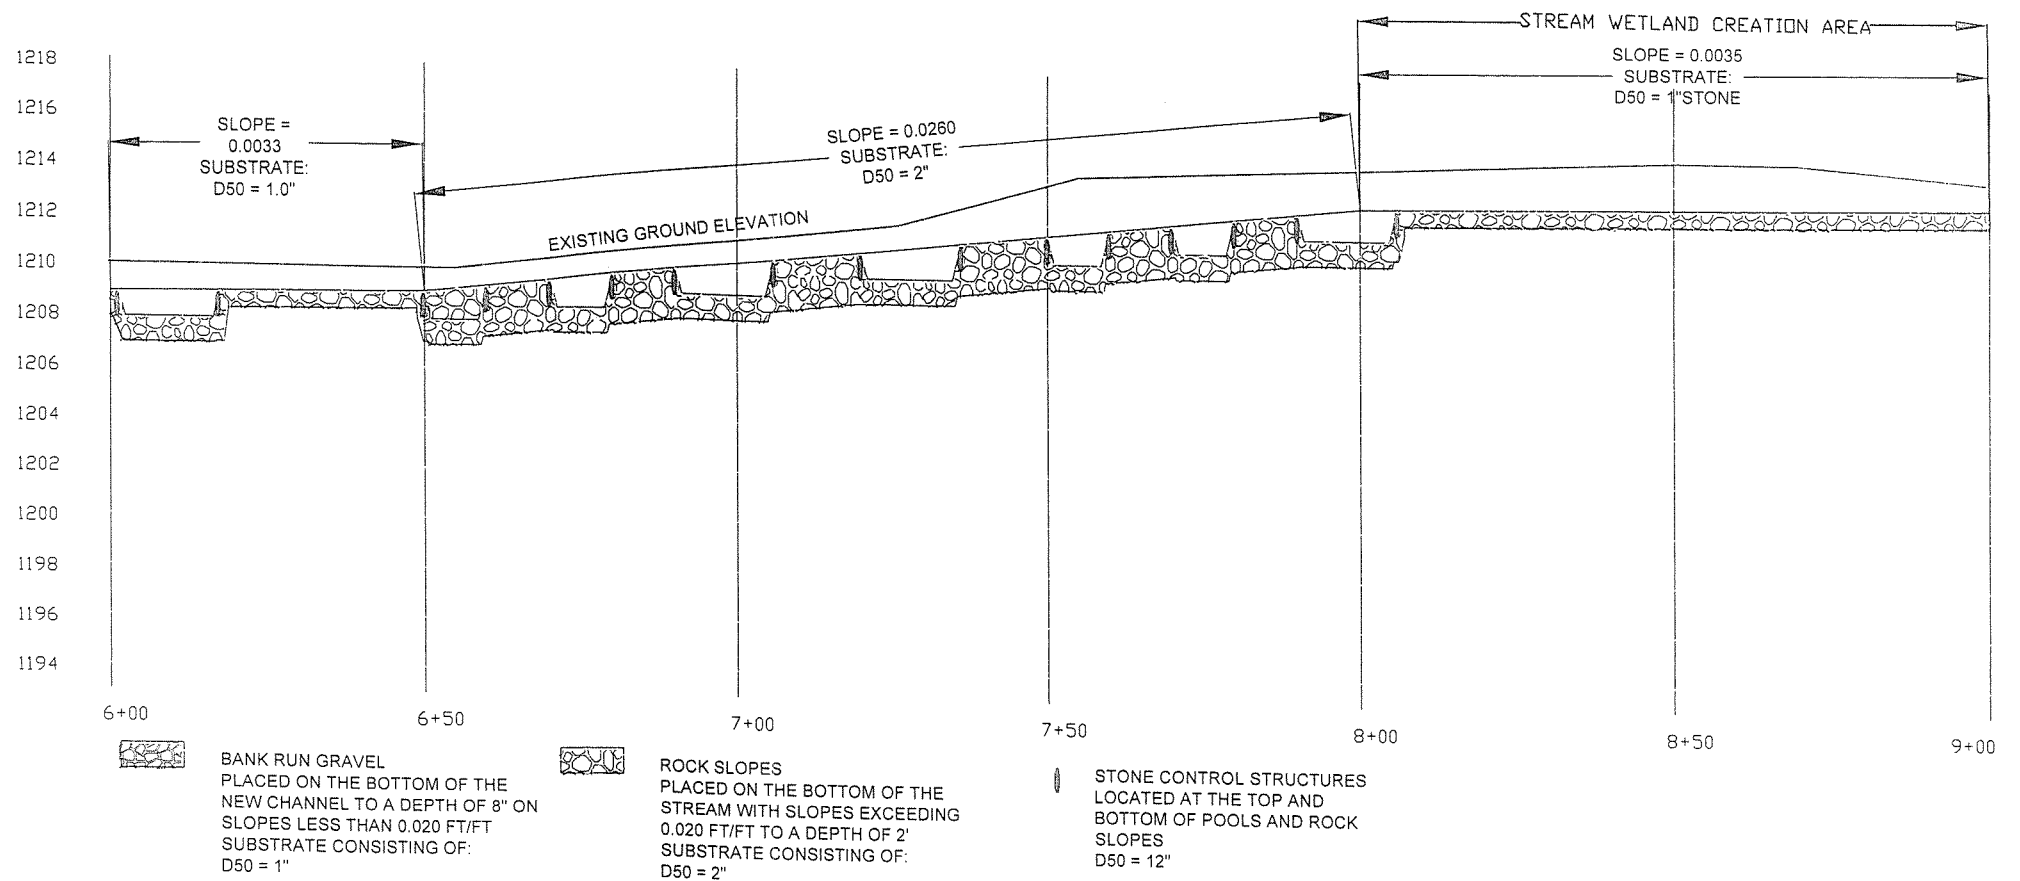 STREAM WETLAND CREATION AREA
SLOPE = 0.0035
SUBSTRATE:
D50 = 1"STONE
1218
1216
1214
1212
1210
1208
1206
1204
1202
1200
1198
1196
1194
SLOPE =
0.0033
SUBSTRATE:
D50 = 1.0"
SLOPE = 0.0260
SUBSTRATE:
D50 = 2"
EXISTING GROUND ELEVATION
6+00
6+50
7+00
7+50
8+00
8+50
9+00
BANK RUN GRAVEL
PLACED ON THE BOTTOM OF THE
NEW CHANNEL TO A DEPTH OF 8" ON
SLOPES LESS THAN 0.020 FT/FT
SUBSTRATE CONSISTING OF:
D50 = 1"
ROCK SLOPES
PLACED ON THE BOTTOM OF THE
STREAM WITH SLOPES EXCEEDING
0.020 FT/FT TO A DEPTH OF 2'
SUBSTRATE CONSISTING OF:
D50 = 2"
STONE CONTROL STRUCTURES
LOCATED AT THE TOP AND
BOTTOM OF POOLS AND ROCK
SLOPES
D50 = 12"